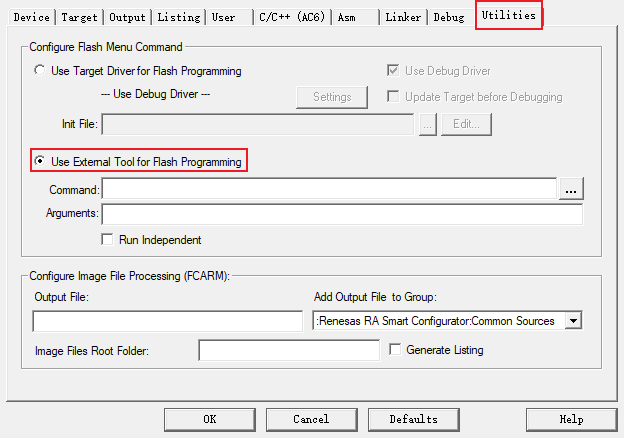 Device Target Output Listing User C/C++ (AC6) Asm Linker Debug Utilities
Configure Flash Menu Command
Use Target Driver for Flash Programming Use Debug Driver
--- Use Debug Driver --- Settings Update Target before Debugging
Init File: ... Edit...
Use External Tool for Flash Programming
Command: ...
Arguments:
Run Independent
Configure Image File Processing (FCARM):
Output File: Add Output File to Group:
:Renesas RA Smart Configurator:Common Sources
Image Files Root Folder: Generate Listing
OK Cancel Defaults Help